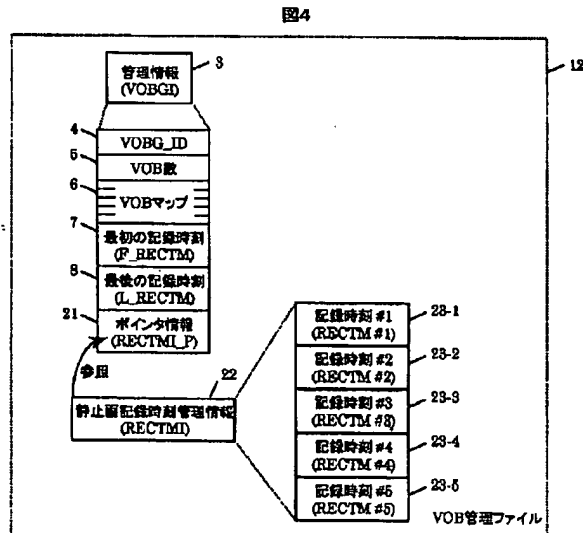 図4
管理情報
(VOBGI)
3
12
4
VOBG_ID
5
VOB数
6
VOBマップ
7
最初の記録時刻
(F_RECTM)
8
最後の記録時刻
(L_RECTM)
21
ポインタ情報
(RECTMI_P)
参照
22
静止画記録時刻管理情報
(RECTMI)
記録時刻 #1
(RECTM #1)
23-1
記録時刻 #2
(RECTM #2)
23-2
記録時刻 #3
(RECTM #3)
23-3
記録時刻 #4
(RECTM #4)
23-4
記録時刻 #5
(RECTM #5)
23-5
VOB管理ファイル